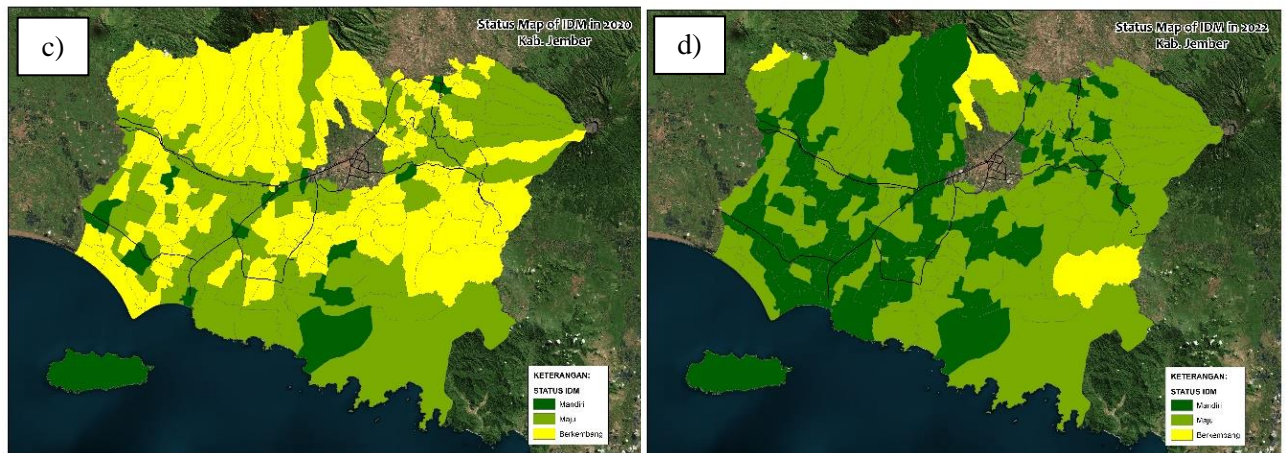 c)
Status Map of IDM in 2020
Kab. Jember
KETERANGAN:
STATUS IDM
Mandiri
Maju
Berkembang
d)
Status Map of IDM in 2022
Kab. Jember
KETERANGAN:
STATUS IDM
Mandiri
Maju
Berkembang